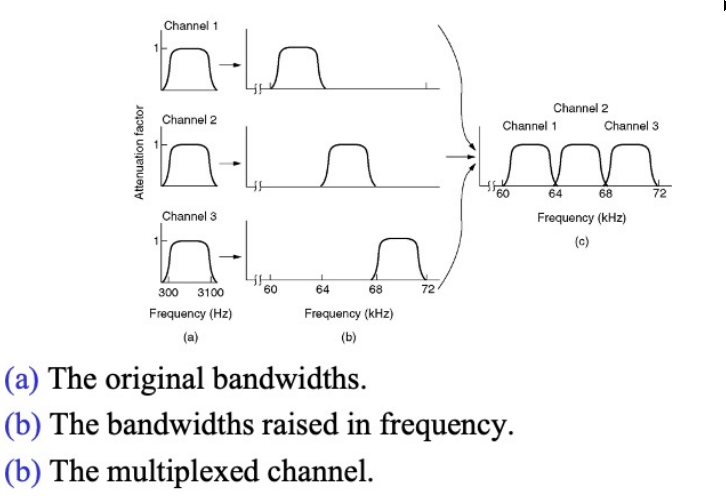 Channel 1
1
Channel 2
1
Channel 3
1
Attenuation factor
300 3100
Frequency (Hz)
(a)
60 64 68 72
Frequency (kHz)
(b)
Channel 2
Channel 1 Channel 3
60 64 68 72
Frequency (kHz)
(c)
(a) The original bandwidths.
(b) The bandwidths raised in frequency.
(b) The multiplexed channel.